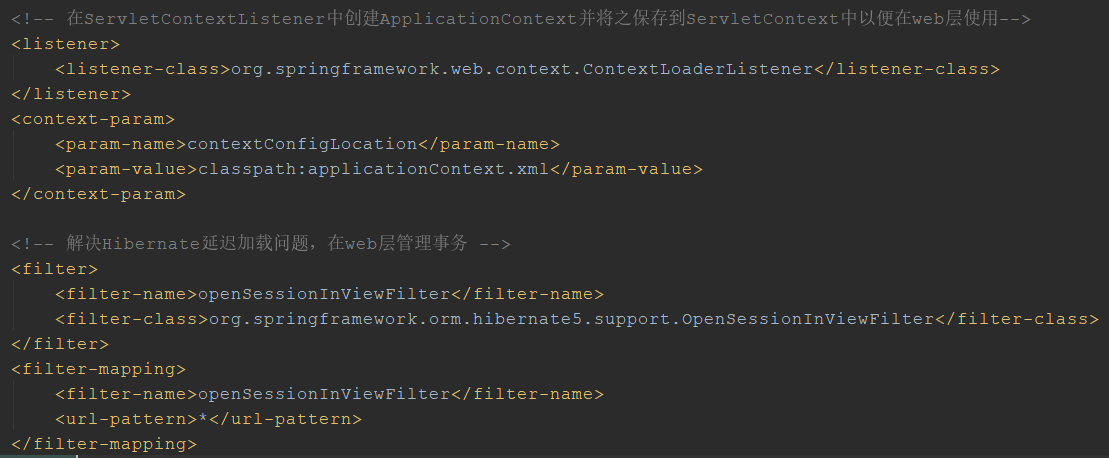 <!-- 在ServletContextListener中创建ApplicationContext并将之保存到ServletContext中以便在web层使用-->
<listener>
    <listener-class>org.springframework.web.context.ContextLoaderListener</listener-class>
</listener>
<context-param>
    <param-name>contextConfigLocation</param-name>
    <param-value>classpath:applicationContext.xml</param-value>
</context-param>

<!-- 解决Hibernate延迟加载问题，在web层管理事务 -->
<filter>
    <filter-name>openSessionInViewFilter</filter-name>
    <filter-class>org.springframework.orm.hibernate5.support.OpenSessionInViewFilter</filter-class>
</filter>
<filter-mapping>
    <filter-name>openSessionInViewFilter</filter-name>
    <url-pattern>*</url-pattern>
</filter-mapping>